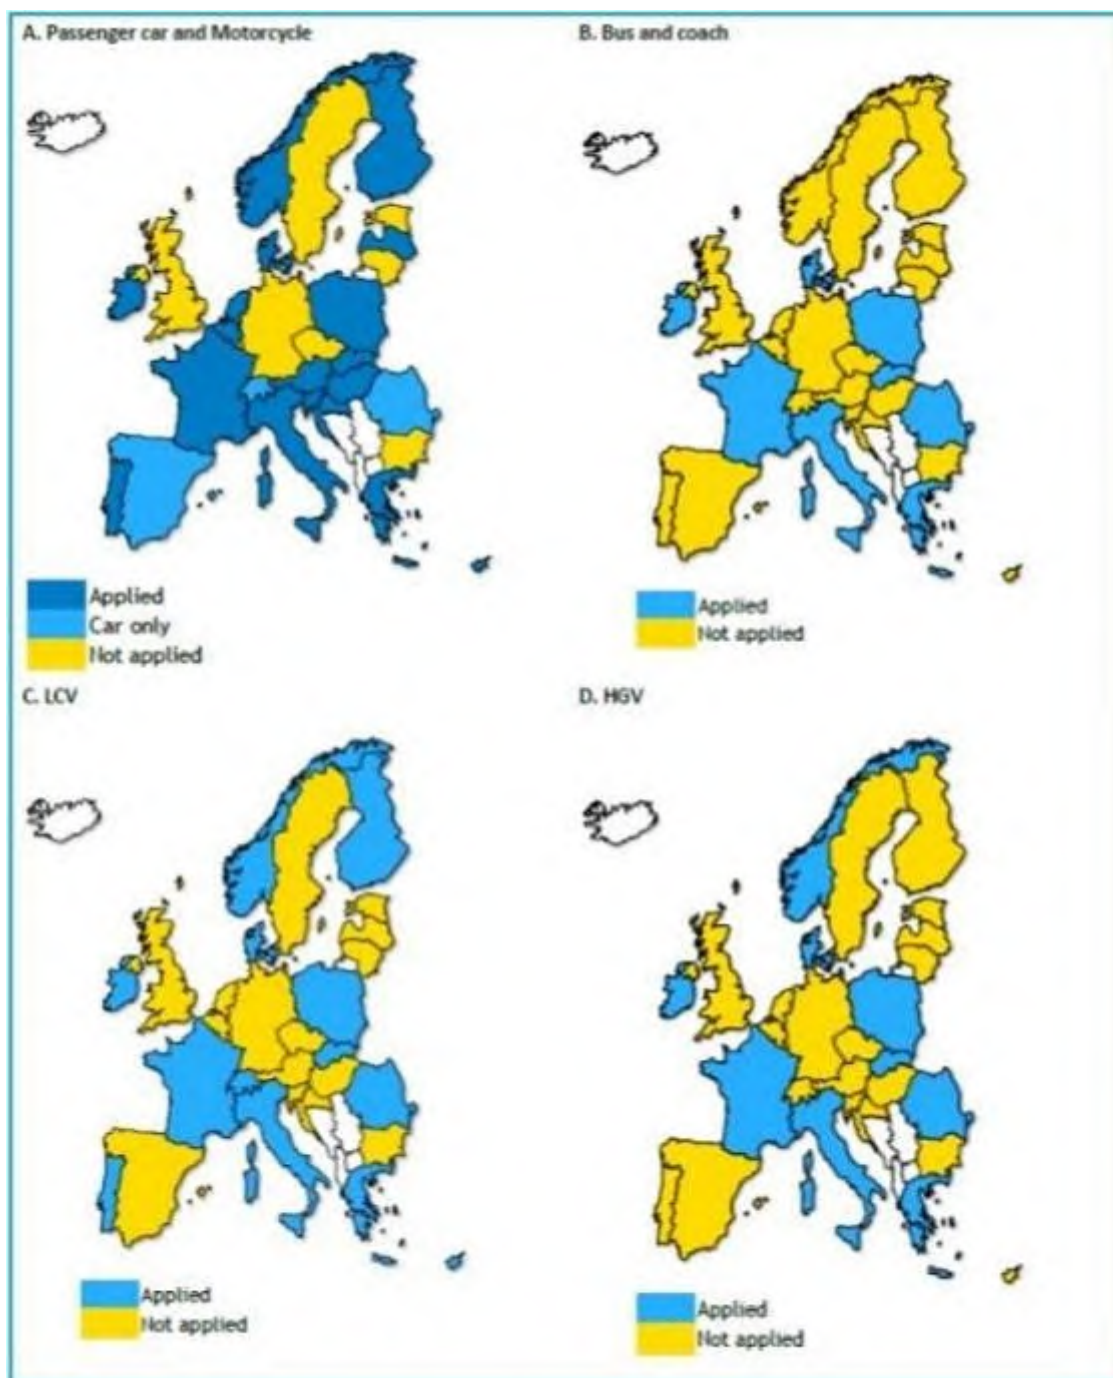 A. Passenger car and Motorcycle
B. Bus and coach
Applied
Car only
Not applied
Applied
Not applied
C. LCV
D. HGV
Applied
Not applied
Applied
Not applied